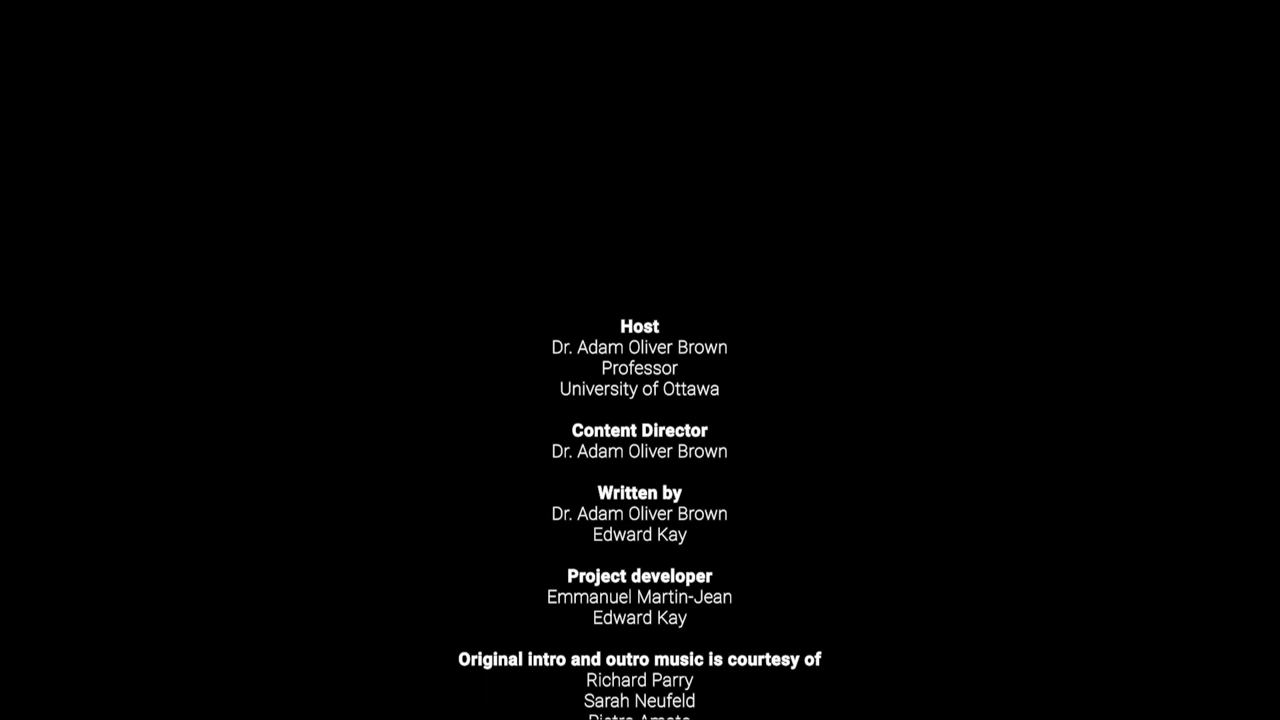 Host
Dr. Adam Oliver Brown
Professor
University of Ottawa
Content Director
Dr. Adam Oliver Brown
Written by
Dr. Adam Oliver Brown
Edward Kay
Project developer
Emmanuel Martin-Jean
Edward Kay
Original intro and outro music is courtesy of
Richard Parry
Sarah Neufeld